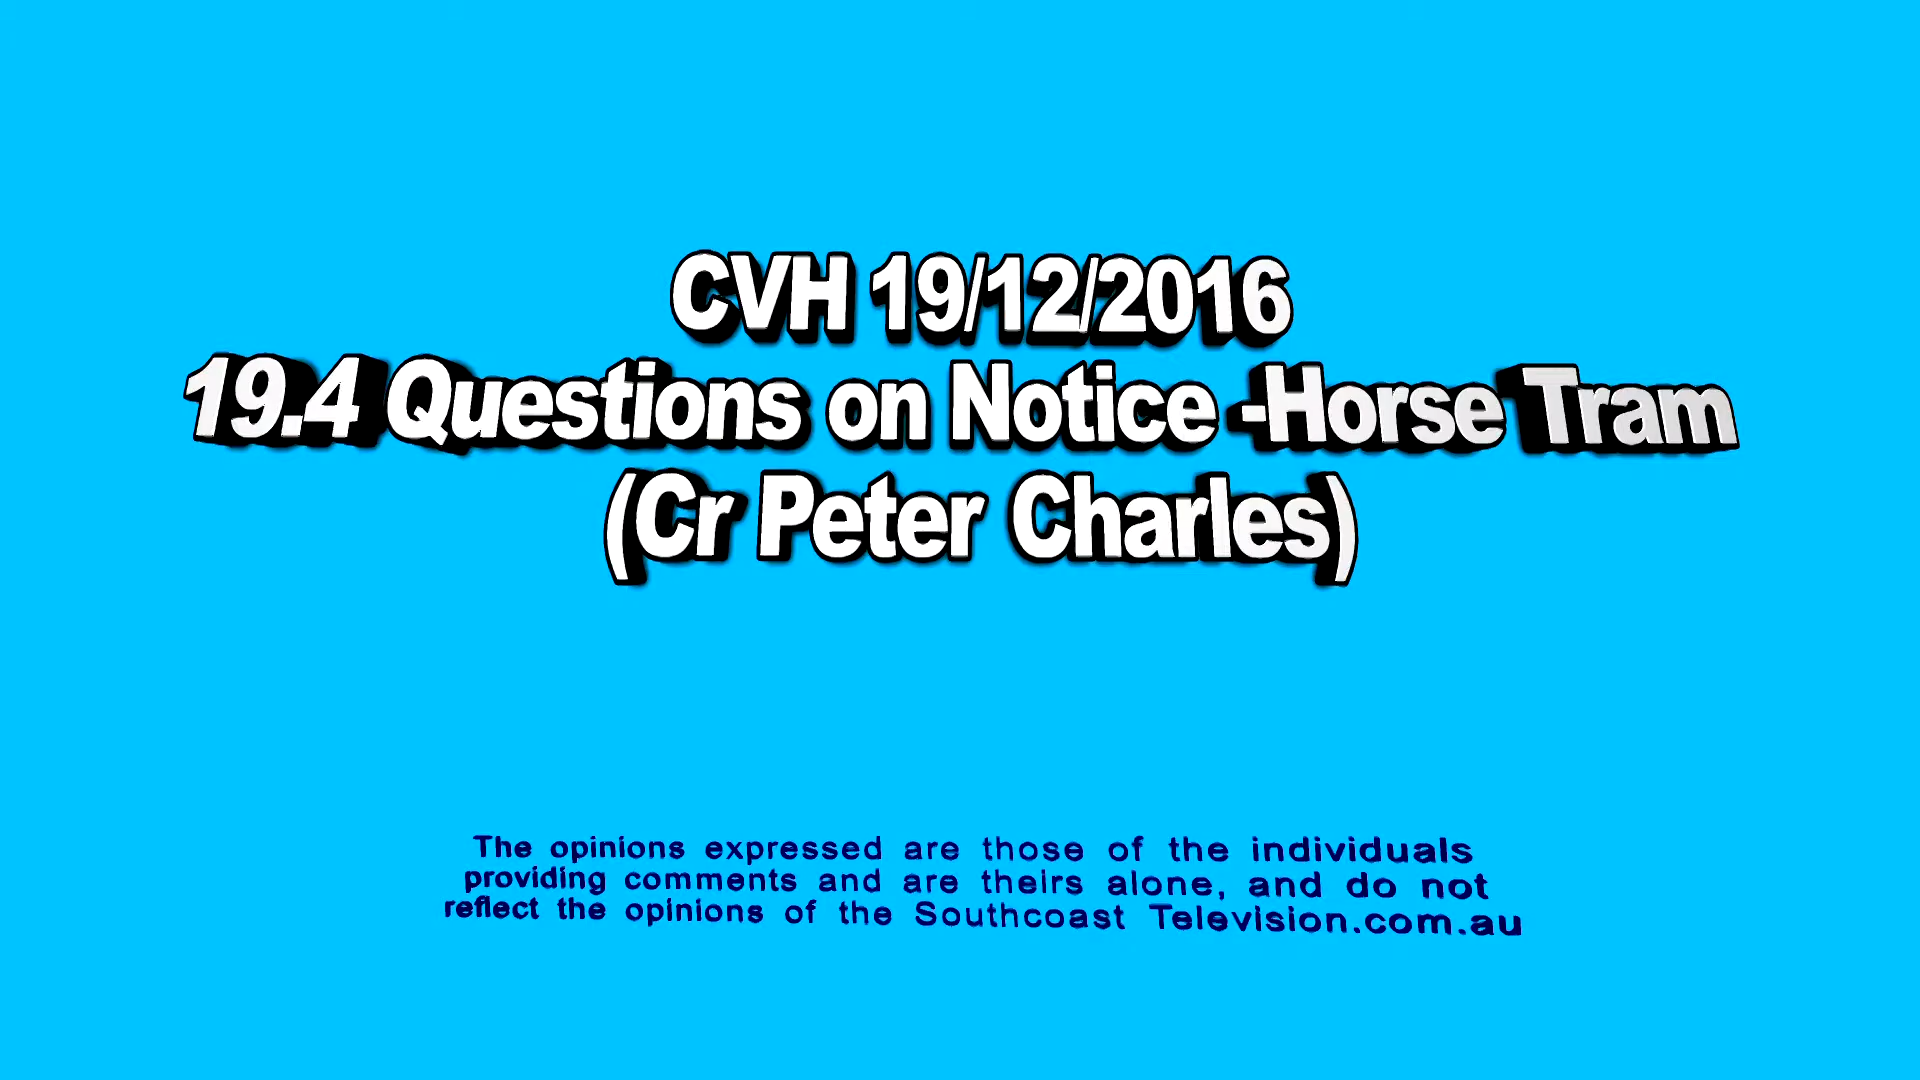 CVH 19/12/2016
19.4 Questions on Notice -Horse Tram
(Cr Peter Charles)
The opinions expressed are those of the individuals
providing comments and are theirs alone, and do not
reflect the opinions of the Southcoast Television.com.au